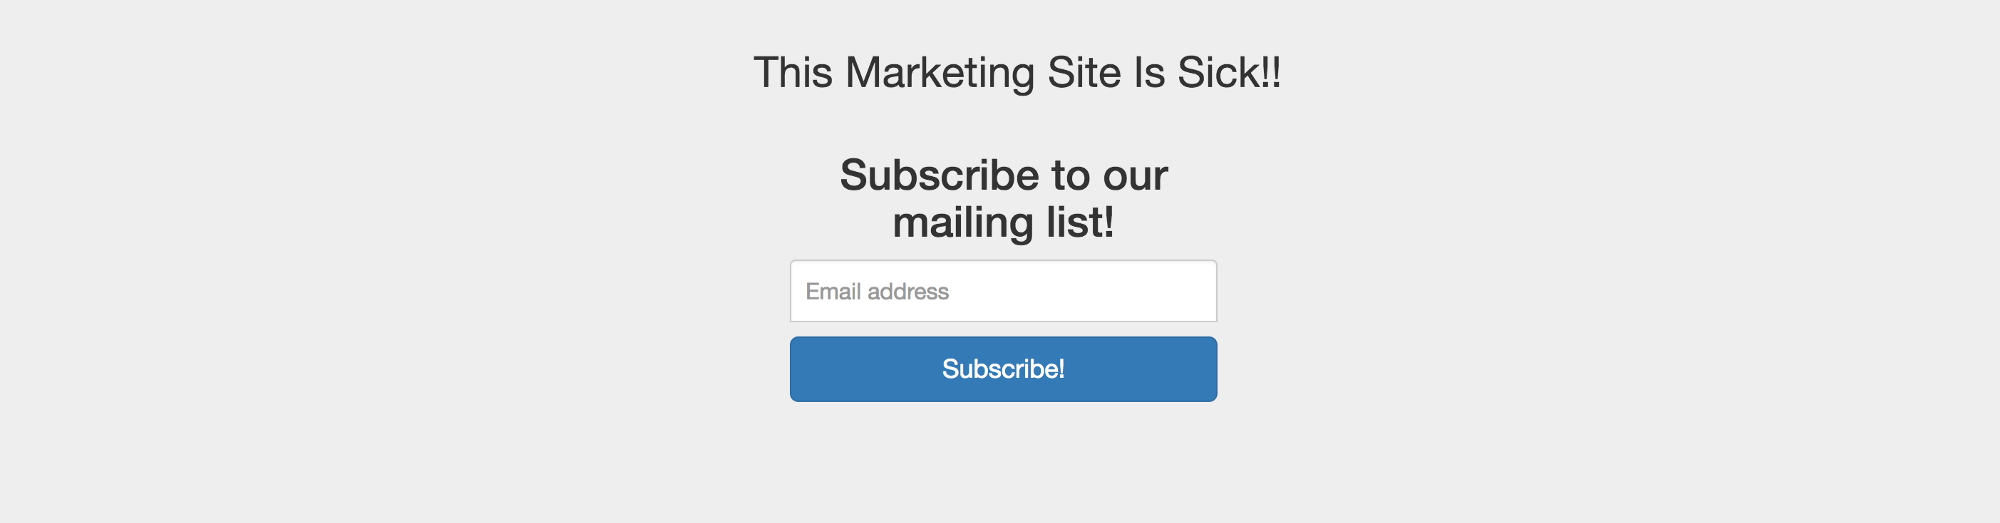 This Marketing Site Is Sick!!
Subscribe to our
mailing list!
Email address
Subscribe!